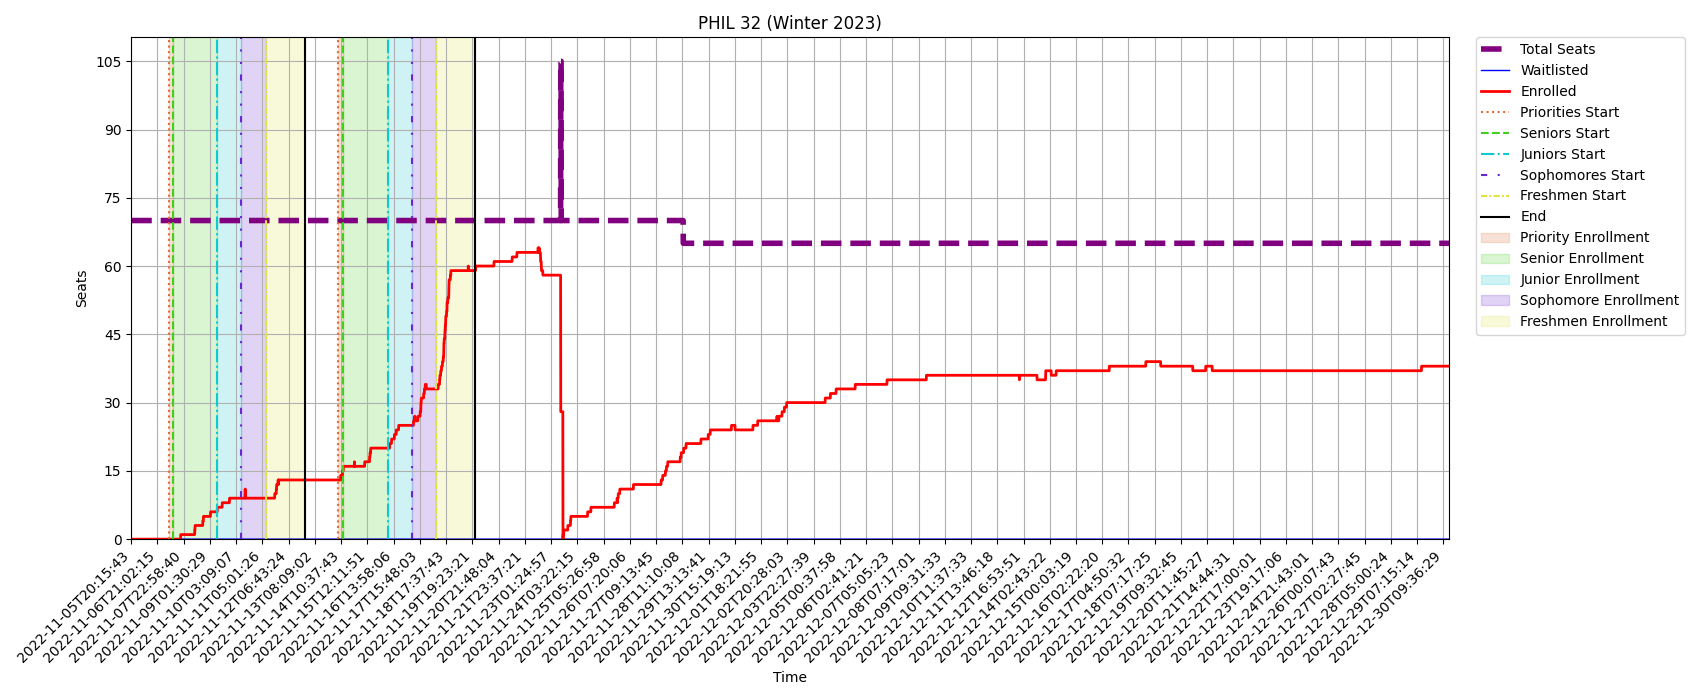 PHIL 32 (Winter 2023)
105
90
75
60
45
30
15
0
Seats
2022-11-05T20:15:43
2022-11-06T21:02:15
2022-11-07T22:58:40
2022-11-09T01:30:29
2022-11-10T03:09:07
2022-11-11T05:01:26
2022-11-12T06:43:24
2022-11-13T08:09:02
2022-11-14T10:37:43
2022-11-15T12:11:51
2022-11-16T13:58:06
2022-11-17T15:48:03
2022-11-18T17:37:43
2022-11-19T19:23:21
2022-11-20T21:48:04
2022-11-21T23:37:21
2022-11-23T01:24:57
2022-11-24T03:22:15
2022-11-25T05:26:58
2022-11-26T07:20:06
2022-11-27T09:13:45
2022-11-28T11:10:08
2022-11-29T13:13:41
2022-11-30T15:19:13
2022-12-01T18:21:55
2022-12-02T20:28:03
2022-12-03T22:27:39
2022-12-05T00:37:58
2022-12-06T02:41:21
2022-12-07T05:05:23
2022-12-08T07:17:01
2022-12-09T09:31:33
2022-12-10T11:37:33
2022-12-11T13:46:18
2022-12-12T16:53:51
2022-12-14T02:43:22
2022-12-15T00:03:19
2022-12-16T02:22:20
2022-12-17T04:50:32
2022-12-18T07:17:25
2022-12-19T09:32:45
2022-12-20T11:45:27
2022-12-21T14:44:31
2022-12-22T17:00:01
2022-12-23T19:17:06
2022-12-24T21:43:01
2022-12-26T00:07:43
2022-12-27T02:27:45
2022-12-28T05:00:24
2022-12-29T07:15:14
2022-12-30T09:36:29
Time
Total Seats
Waitlisted
Enrolled
Priorities Start
Seniors Start
Juniors Start
Sophomores Start
Freshmen Start
End
Priority Enrollment
Senior Enrollment
Junior Enrollment
Sophomore Enrollment
Freshmen Enrollment